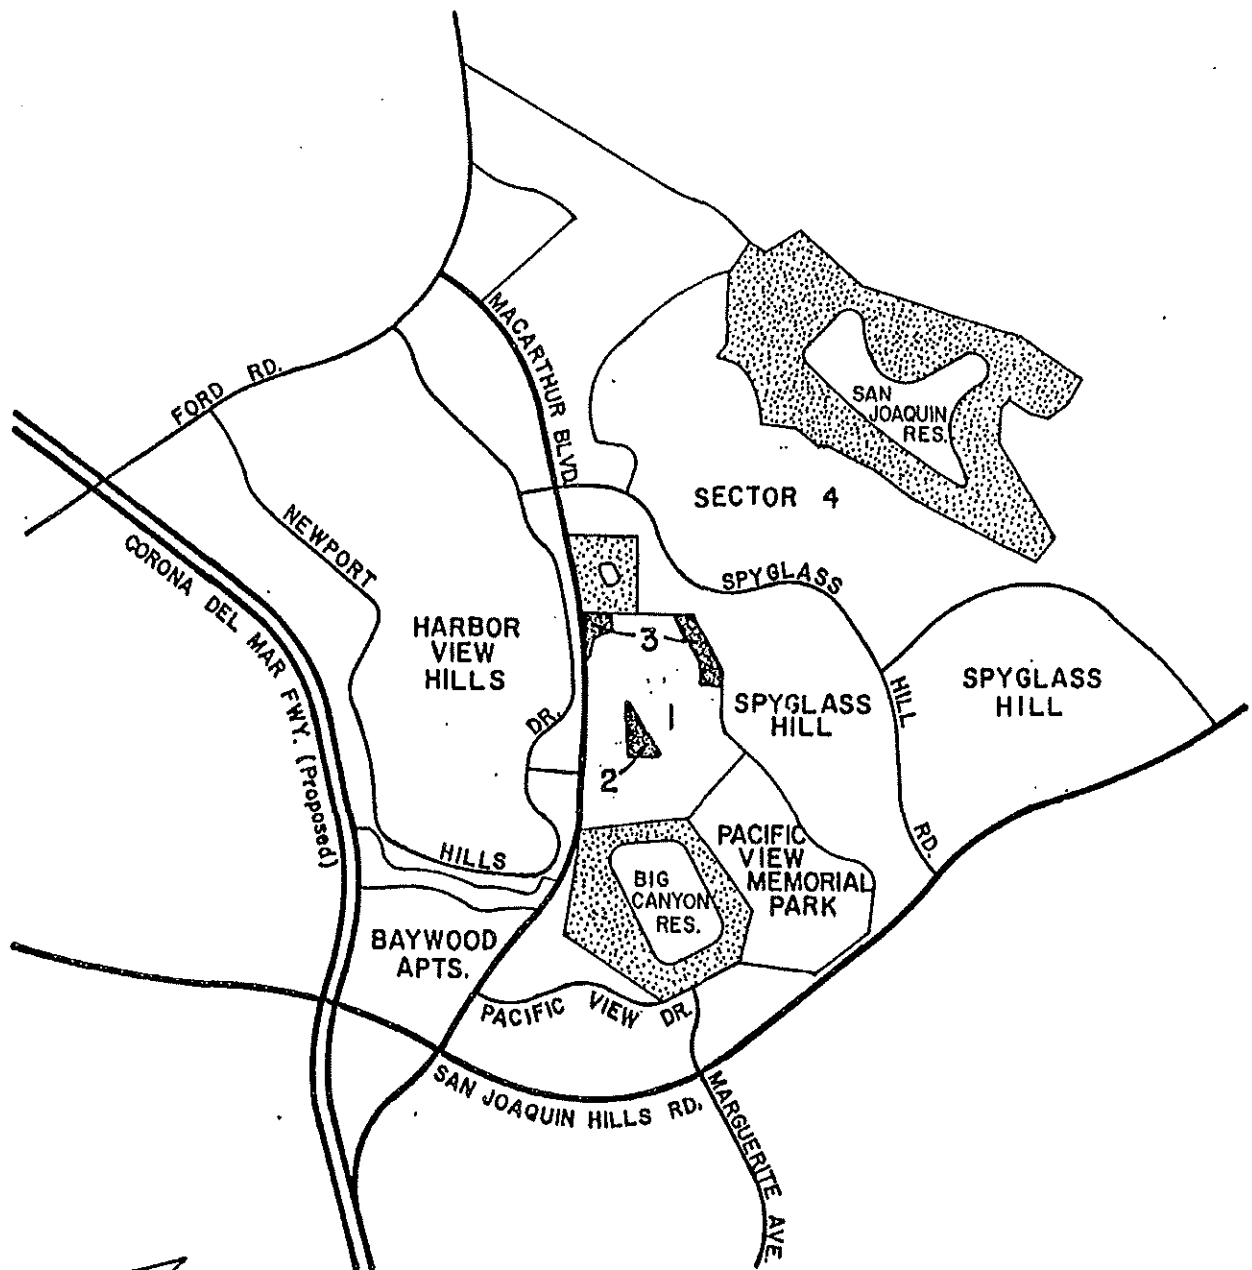 MACARTHUR BLVD.
FORD RD.
SAN
JOAQUIN
RES.
SECTOR 4
NEWPORT
CORONA DEL MAR FWY. (Proposed)
SPYGLASS
HARBOR
VIEW
HILLS
3
SPYGLASS
HILL
HILL
SPYGLASS
HILL
DR.
1
2
RD.
HILLS
PACIFIC
VIEW
MEMORIAL
PARK
BIG
CANYON
RES.
BAYWOOD
APTS.
PACIFIC VIEW DR.
SAN JOAQUIN HILLS RD.
MARGUERITE AVE.